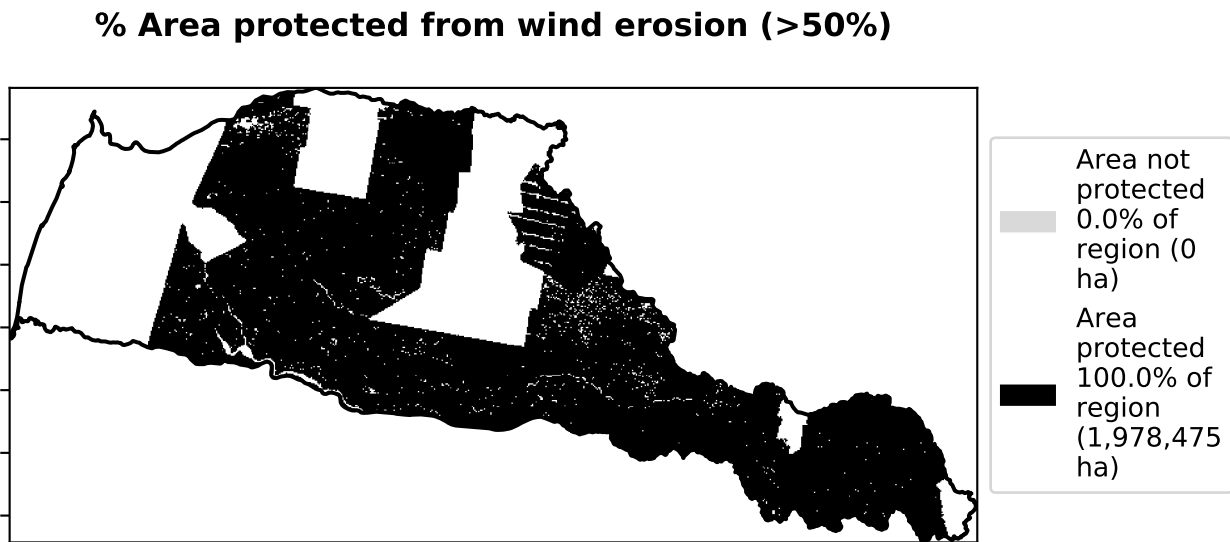 % Area protected from wind erosion (>50%)
Area not
protected
0.0% of
region (0
ha)
Area
protected
100.0% of
region
(1,978,475
ha)